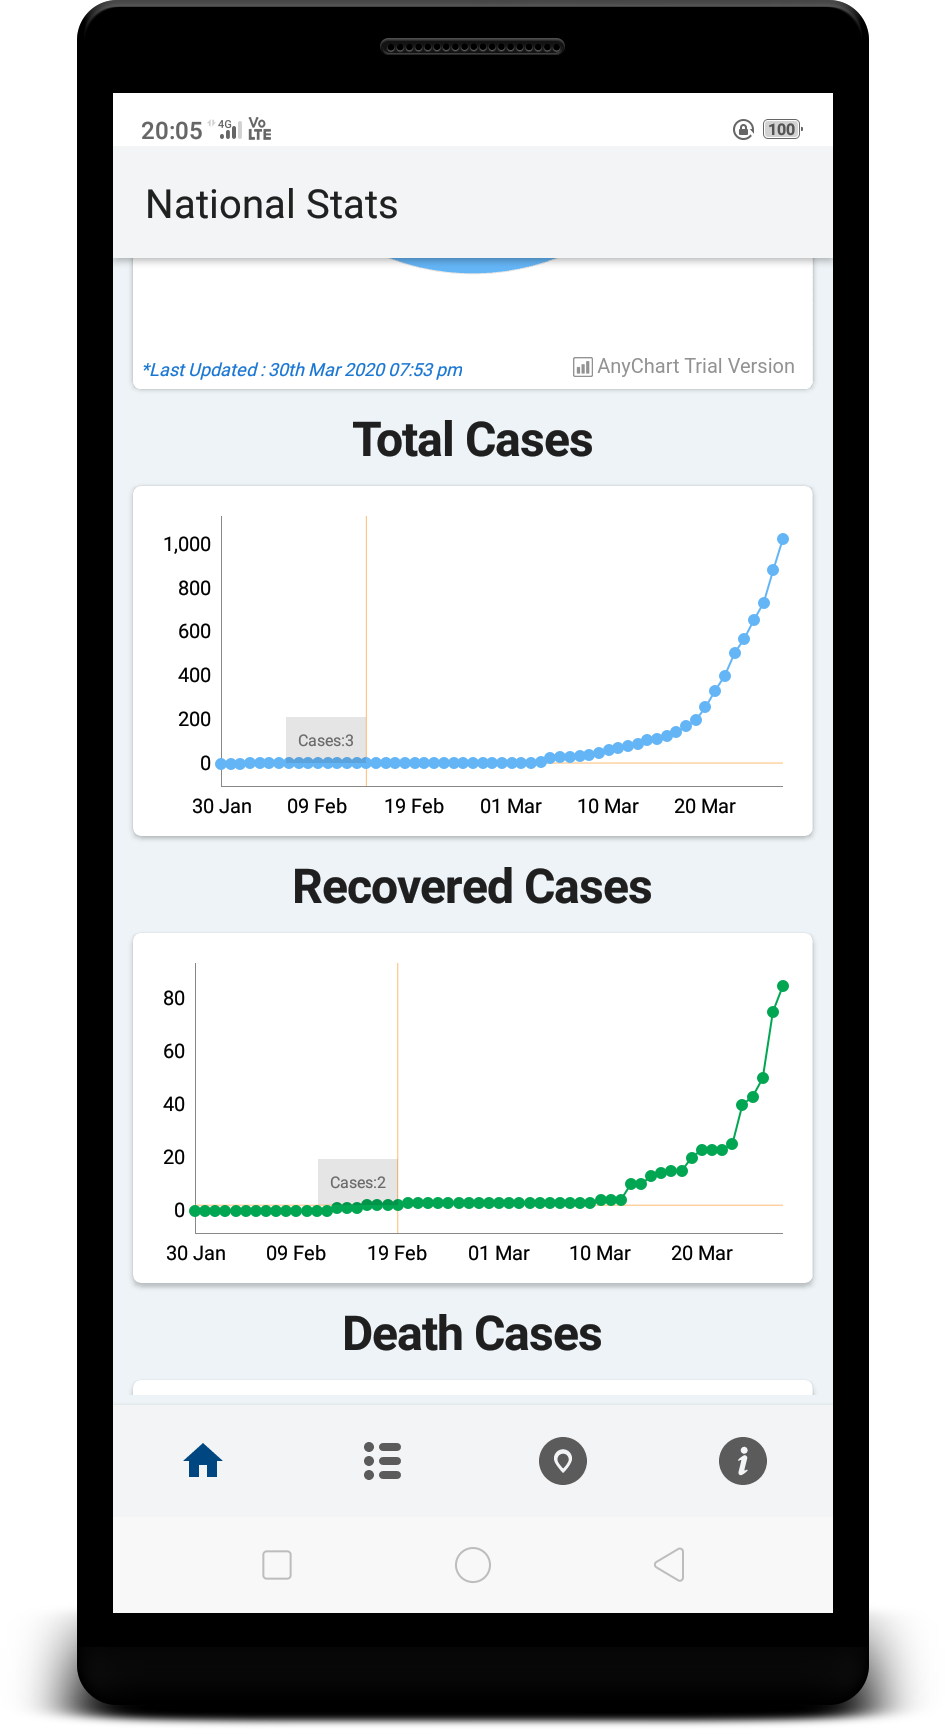 20:05 4G Vo LTE 100
National Stats
*Last Updated : 30th Mar 2020 07:53 pm
AnyChart Trial Version
Total Cases
1,000
800
600
400
200
0
Cases:3
30 Jan 09 Feb 19 Feb 01 Mar 10 Mar 20 Mar
Recovered Cases
80
60
40
20
0
Cases:2
30 Jan 09 Feb 19 Feb 01 Mar 10 Mar 20 Mar
Death Cases